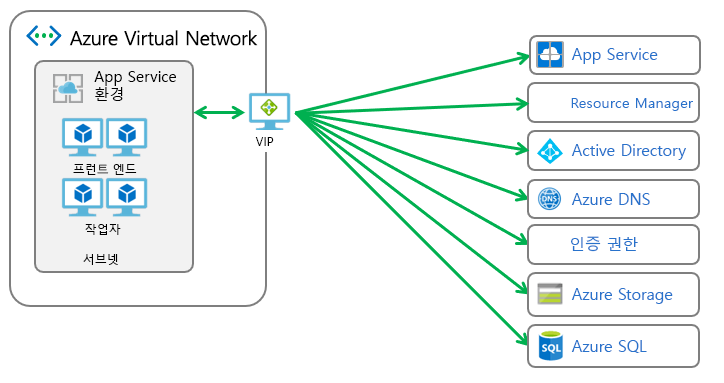 Azure Virtual Network
App Service
환경
프런트 엔드
작업자
서브넷
VIP
App Service
Resource Manager
Active Directory
DNS
Azure DNS
인증 권한
Azure Storage
SQL
Azure SQL